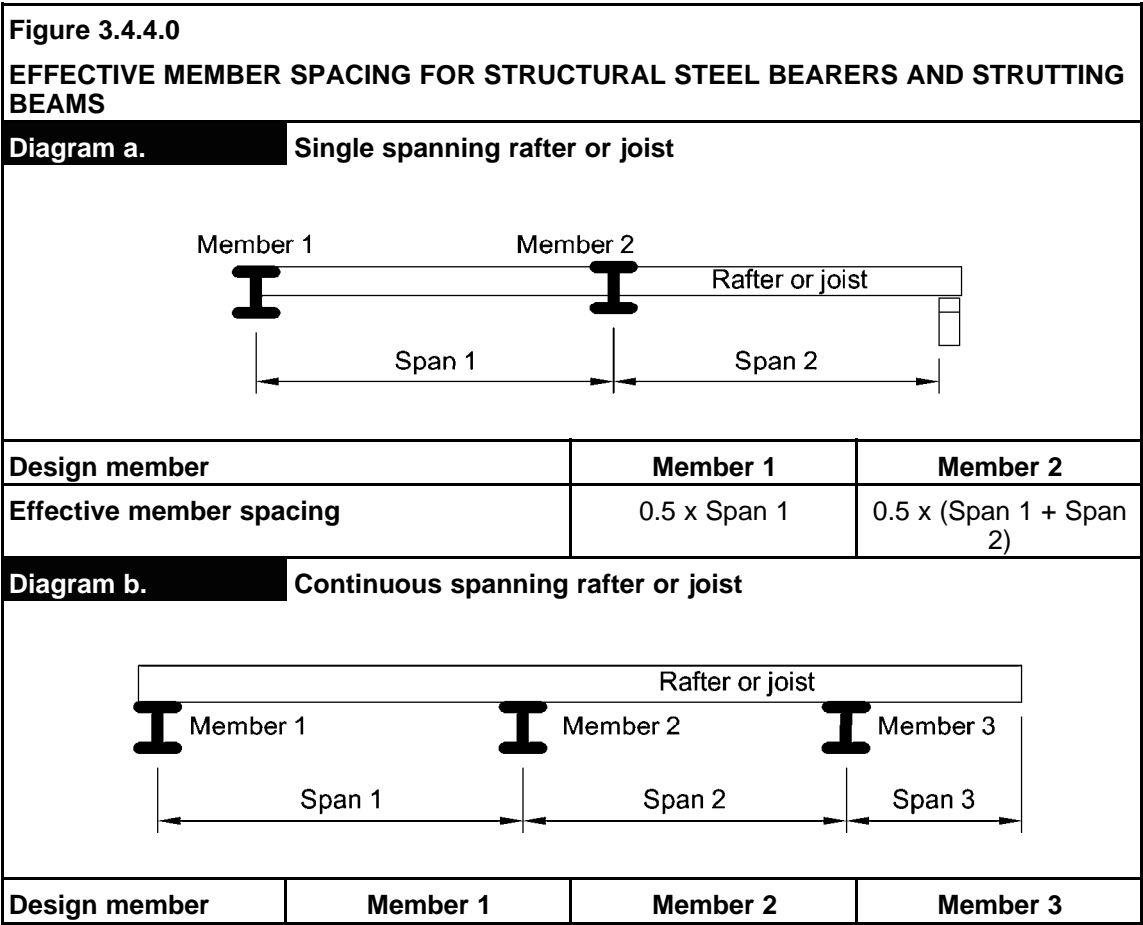 Figure 3.4.4.0
EFFECTIVE MEMBER SPACING FOR STRUCTURAL STEEL BEARERS AND STRUTTING
BEAMS
Diagram a. Single spanning rafter or joist
Member 1 Member 2
Rafter or joist
Span 1 Span 2
Design member Member 1 Member 2
Effective member spacing 0.5 x Span 1 0.5 x (Span 1 + Span
2)
Diagram b. Continuous spanning rafter or joist
Rafter or joist
Member 1 Member 2 Member 3
Span 1 Span 2 Span 3
Design member Member 1 Member 2 Member 3